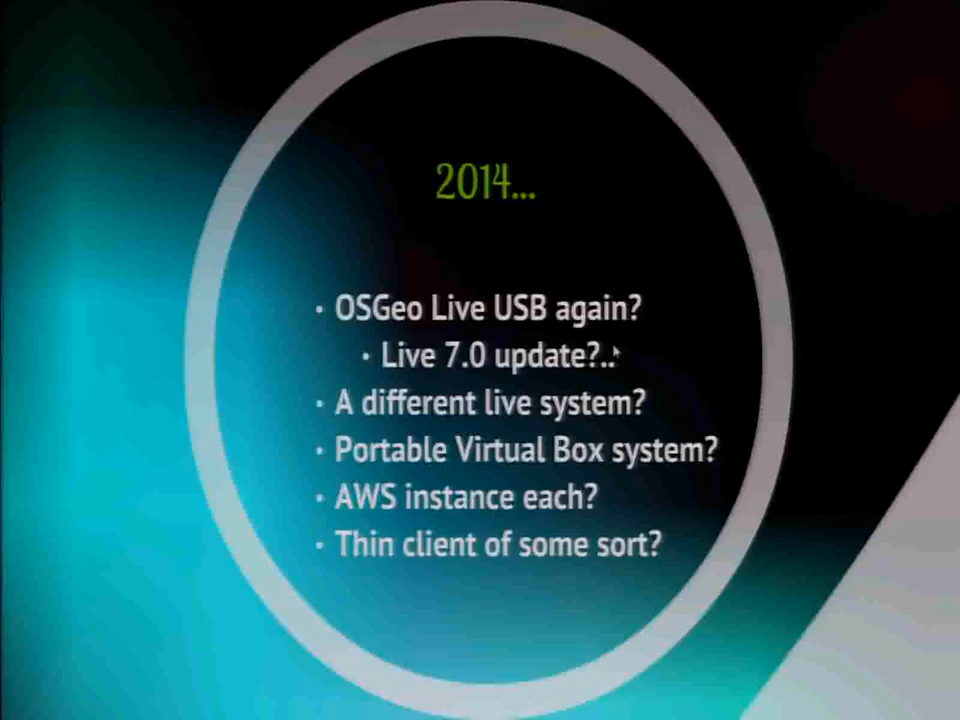 2014...
· OSGeo Live USB again?
· Live 7.0 update?..
· A different live system?
· Portable Virtual Box system?
· AWS instance each?
· Thin client of some sort?